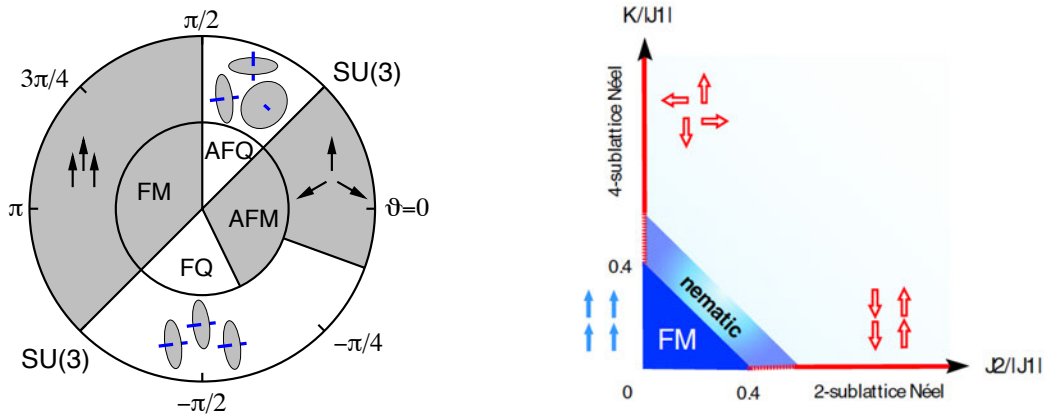 π/2
3π/4
SU(3)
AFQ
FM
π
AFM
ϑ=0
FQ
SU(3)
−π/4
−π/2
K/|J1|
4-sublattice Néel
0.4
nematic
FM
0
0.4
2-sublattice Néel
J2/|J1|